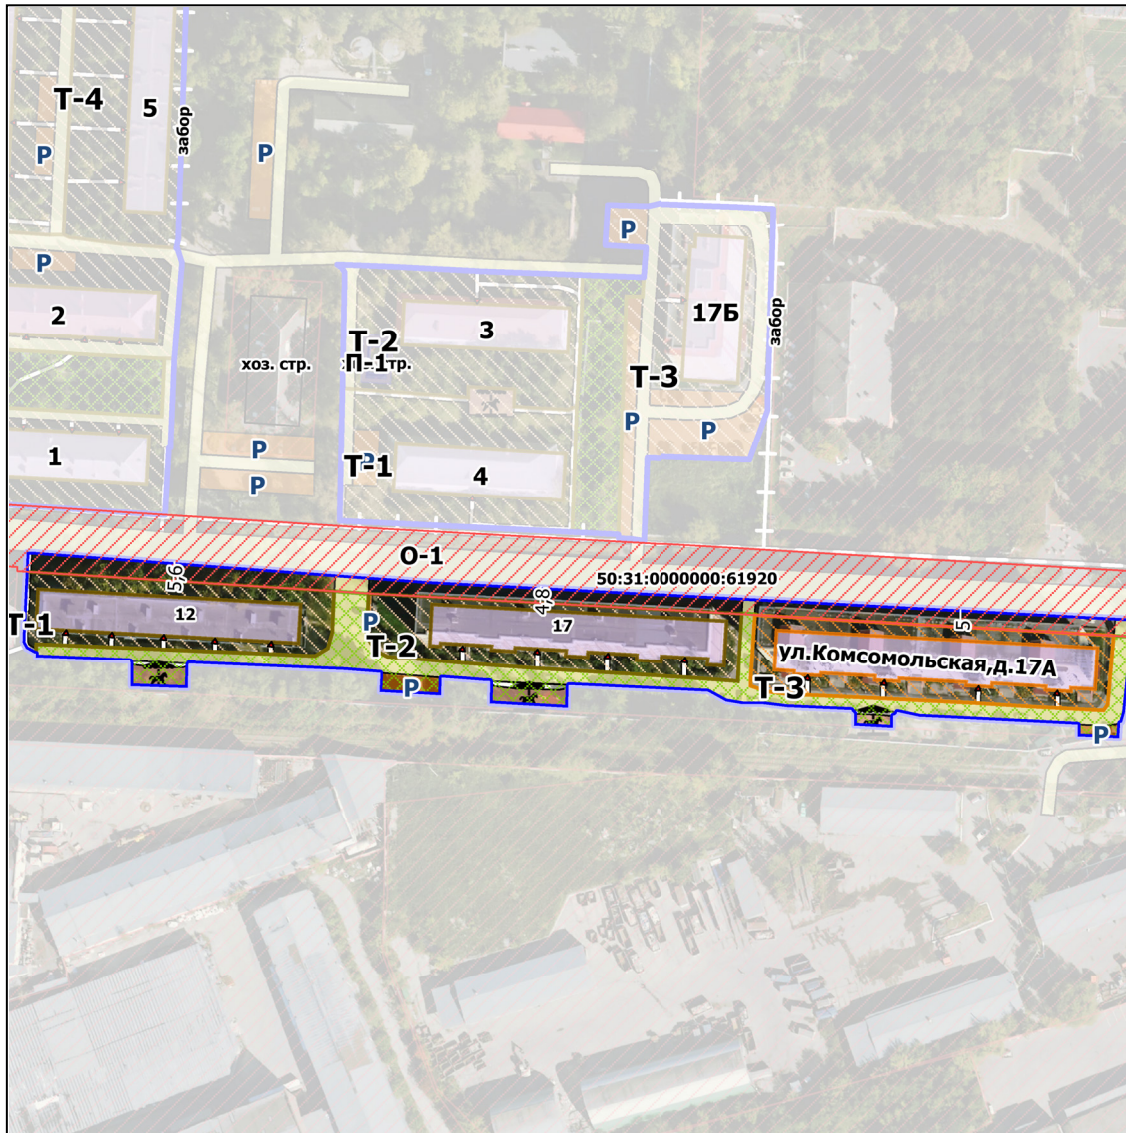 Т-4
5
забор
P
P
P
P
17Б
2
3
забор
Т-2
хоз. стр.
П-1
тр.
Т-3
P
P
P
1
P
Т-1
4
P
О-1
50:31:0000000:61920
5;6
4;8
5
12
17
P
Т-1
Т-2
ул.Комсомольская,д.17А
P
Т-3
P